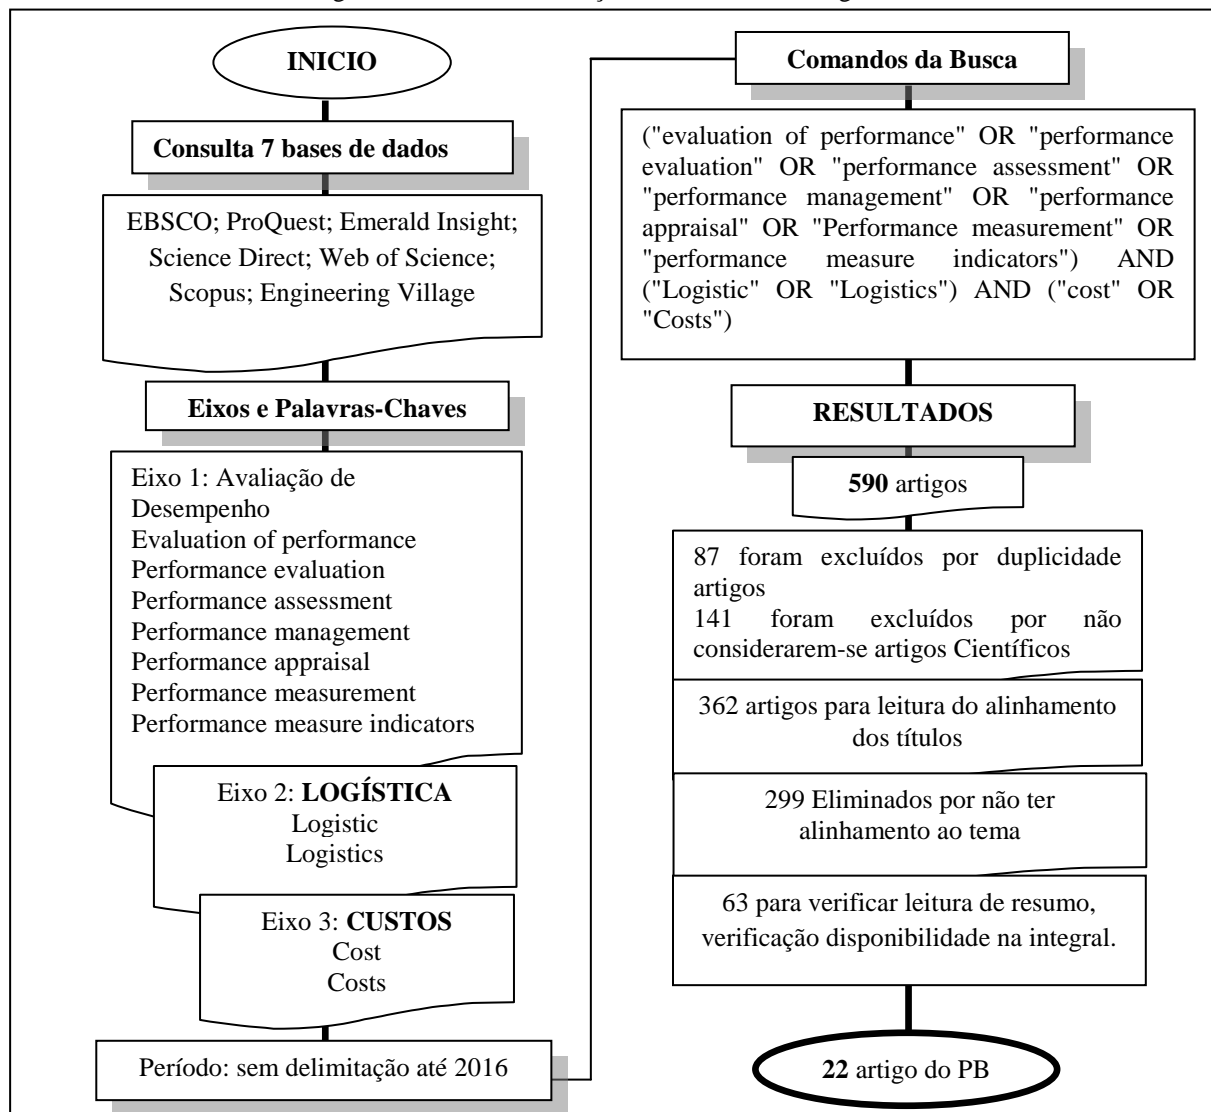 INICIO
Consulta 7 bases de dados
EBSCO; ProQuest; Emerald Insight;
Science Direct; Web of Science;
Scopus; Engineering Village
Eixos e Palavras-Chaves
Eixo 1: Avaliação de
Desempenho
Evaluation of performance
Performance evaluation
Performance assessment
Performance management
Performance appraisal
Performance measurement
Performance measure indicators
Eixo 2: LOGÍSTICA
Logistic
Logistics
Eixo 3: CUSTOS
Cost
Costs
Período: sem delimitação até 2016
Comandos da Busca
("evaluation of performance" OR "performance
evaluation" OR "performance assessment" OR
"performance management" OR "performance
appraisal" OR "Performance measurement" OR
"performance measure indicators") AND
("Logistic" OR "Logistics") AND ("cost" OR
"Costs")
RESULTADOS
590 artigos
87 foram excluídos por duplicidade
artigos
141 foram excluídos por não
considerarem-se artigos Científicos
362 artigos para leitura do alinhamento
dos títulos
299 Eliminados por não ter
alinhamento ao tema
63 para verificar leitura de resumo,
verificação disponibilidade na integral.
22 artigo do PB